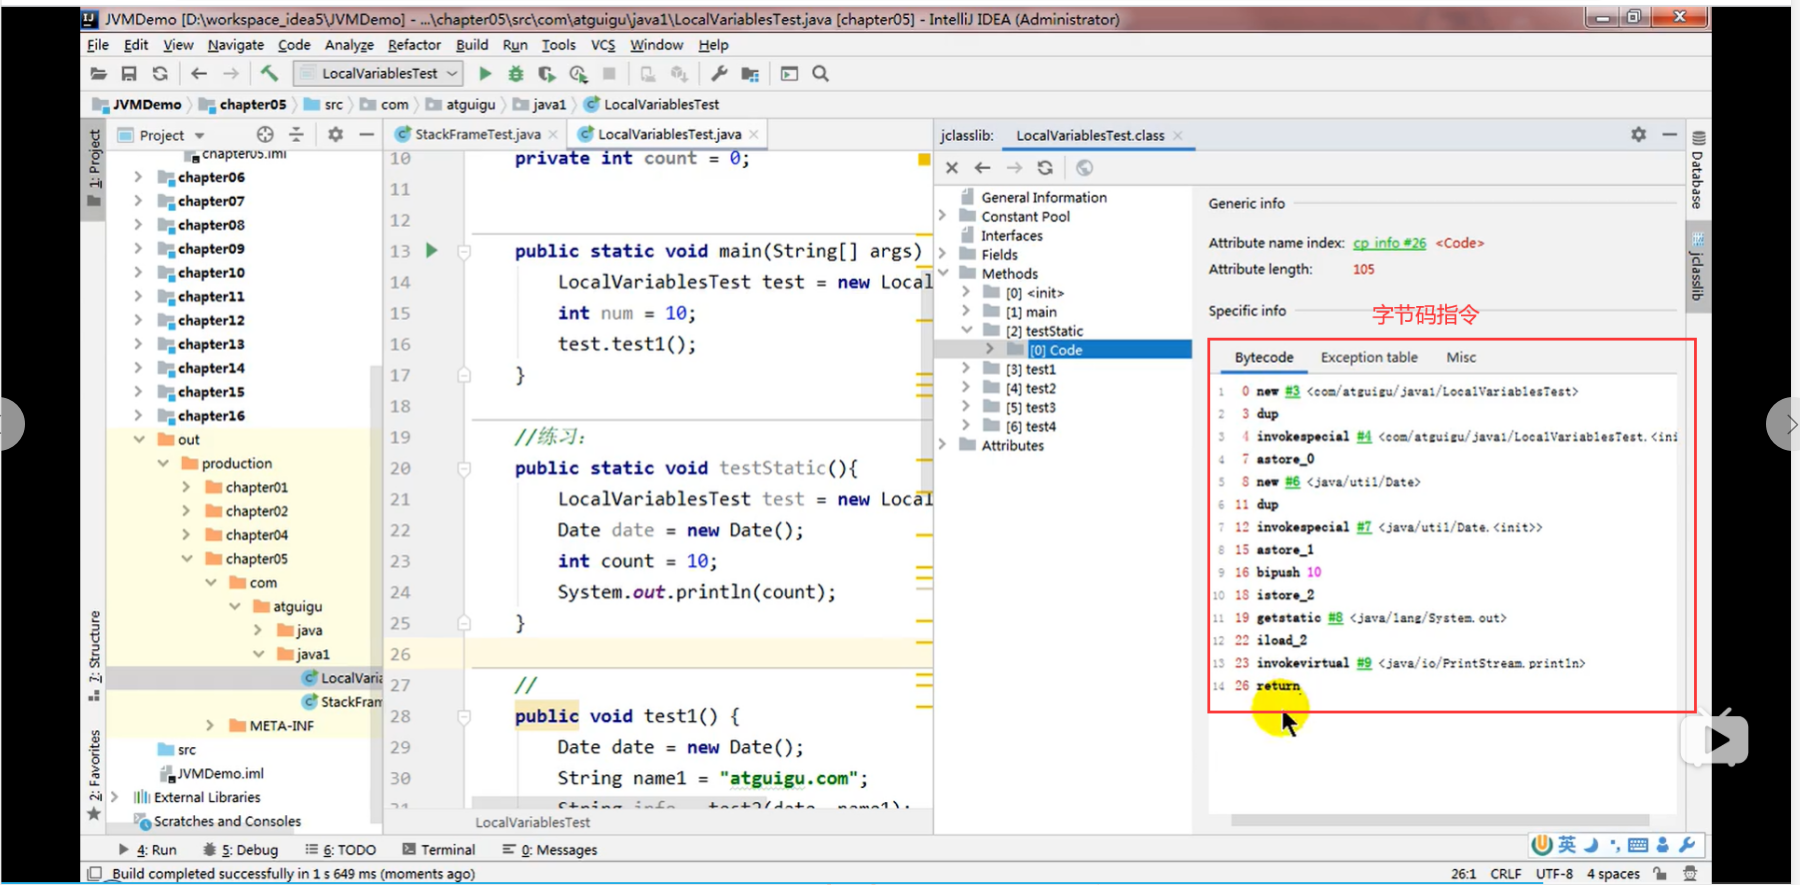 JVMDemo [D:\workspace_idea5\JVMDemo] - ...\chapter05\src\com\atguigu\java1\LocalVariablesTest.java [chapter05] - IntelliJ IDEA (Administrator)
File Edit View Navigate Code Analyze Refactor Build Run Tools VCS Window Help
LocalVariablesTest
JVMDemo chapter05 src com atguigu java1 LocalVariablesTest
1: Project
7: Structure
2: Favorites
Project
chapter05.iml
chapter06
chapter07
chapter08
chapter09
chapter10
chapter11
chapter12
chapter13
chapter14
chapter15
chapter16
out
production
chapter01
chapter02
chapter04
chapter05
com
atguigu
java
java1
LocalVaria
StackFram
META-INF
src
JVMDemo.iml
External Libraries
Scratches and Consoles
StackFrameTest.java LocalVariablesTest.java
10 private int count = 0;
11
12
13 public static void main(String[] args)
14 LocalVariablesTest test = new Local
15 int num = 10;
16 test.test1();
17 }
18
19 //练习:
20 public static void testStatic(){
21 LocalVariablesTest test = new Local
22 Date date = new Date();
23 int count = 10;
24 System.out.println(count);
25 }
26
27 //
28 public void test1() {
29 Date date = new Date();
30 String name1 = "atguigu.com";
31 String info = test2(date, name1);
LocalVariablesTest
jclasslib: LocalVariablesTest.class
General Information
Constant Pool
Interfaces
Fields
Methods
[0] <init>
[1] main
[2] testStatic
[0] Code
[3] test1
[4] test2
[5] test3
[6] test4
Attributes
Generic info
Attribute name index: cp info #26 <Code>
Attribute length: 105
Specific info
字节码指令
Bytecode Exception table Misc
1 0 new #3 <com/atguigu/java1/LocalVariablesTest>
2 3 dup
3 4 invokespecial #4 <com/atguigu/java1/LocalVariablesTest.<ini
4 7 astore_0
5 8 new #6 <java/util/Date>
6 11 dup
7 12 invokespecial #7 <java/util/Date.<init>>
8 15 astore_1
9 16 bipush 10
10 18 istore_2
11 19 getstatic #8 <java/lang/System.out>
12 22 iload_2
13 23 invokevirtual #9 <java/io/PrintStream.println>
14 26 return
Database
jclasslib
英
4: Run 5: Debug 6: TODO Terminal 0: Messages
Build completed successfully in 1 s 649 ms (moments ago)
26:1 CRLF UTF-8 4 spaces